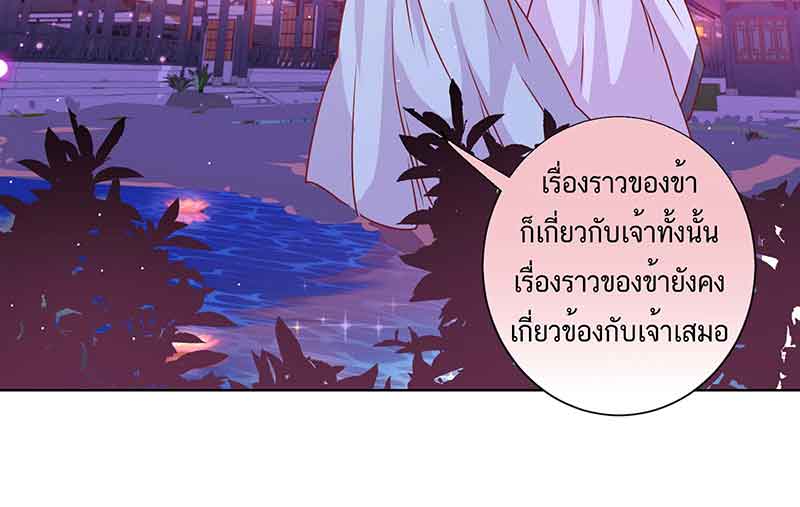 เรื่องราวของข้า
ก็เกี่ยวกับเจ้าทั้งนั้น
เรื่องราวของข้ายังคง
เกี่ยวข้องกับเจ้าเสมอ